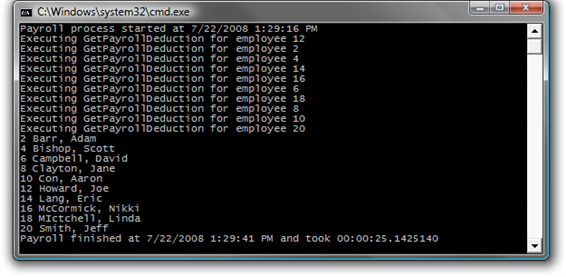 C:\Windows\system32\cmd.exe
Payroll process started at 7/22/2008 1:29:16 PM
Executing GetPayrollDeduction for employee 12
Executing GetPayrollDeduction for employee 2
Executing GetPayrollDeduction for employee 4
Executing GetPayrollDeduction for employee 14
Executing GetPayrollDeduction for employee 16
Executing GetPayrollDeduction for employee 6
Executing GetPayrollDeduction for employee 18
Executing GetPayrollDeduction for employee 8
Executing GetPayrollDeduction for employee 10
Executing GetPayrollDeduction for employee 20
2 Barr, Adam
4 Bishop, Scott
6 Campbell, David
8 Clayton, Jane
10 Con, Aaron
12 Howard, Joe
14 Lang, Eric
16 McCormick, Nikki
18 MIctchell, Linda
20 Smith, Jeff
Payroll finished at 7/22/2008 1:29:41 PM and took 00:00:25.1425140